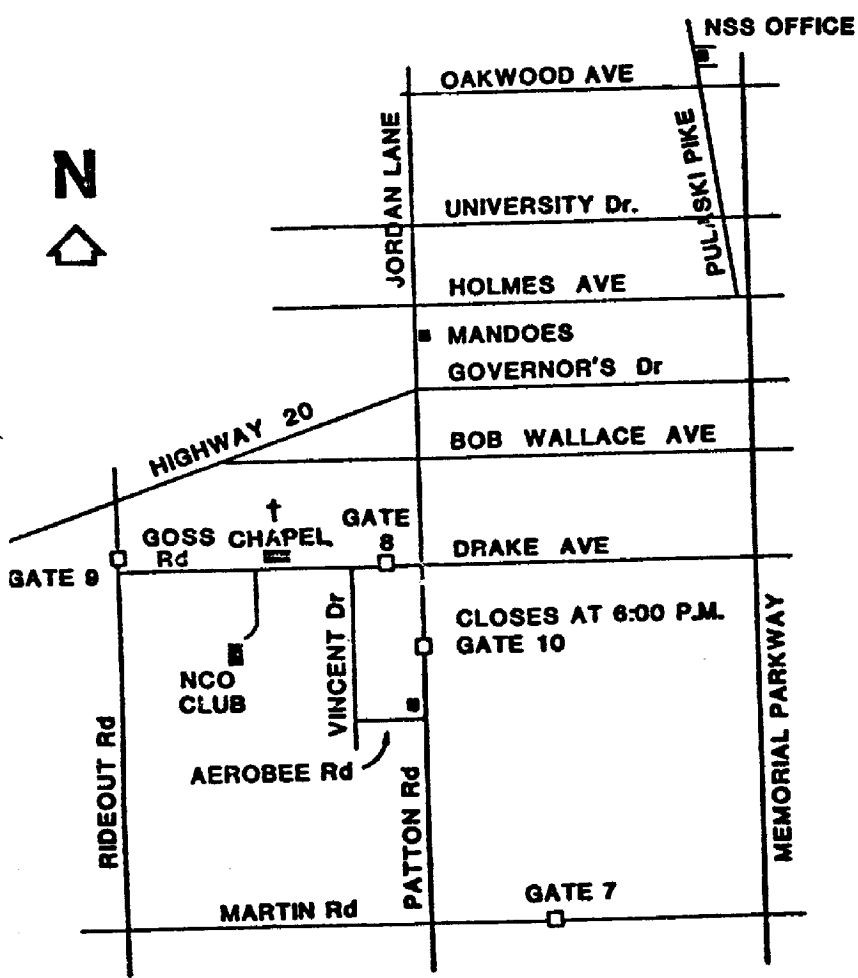 NSS OFFICE
OAKWOOD AVE
N
JORDAN LANE
PULASKI PIKE
UNIVERSITY Dr.
HOLMES AVE
MANDOES
GOVERNOR'S Dr
HIGHWAY 20
BOB WALLACE AVE
GATE
8
GOSS
Rd
CHAPEL
DRAKE AVE
GATE 9
CLOSES AT 6:00 P.M.
GATE 10
VINCENT Dr
NCO
CLUB
MEMORIAL PARKWAY
RIDEOUT Rd
AEROBEE Rd
PATTON Rd
GATE 7
MARTIN Rd